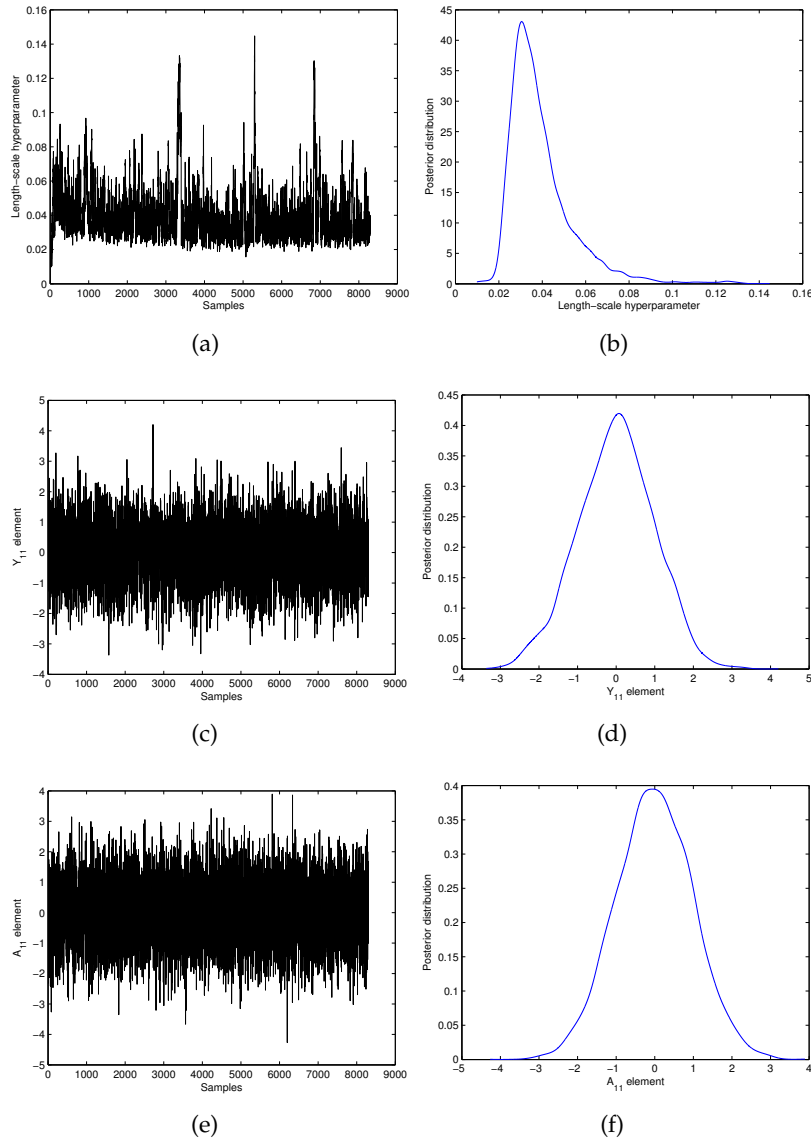 0.16
0.14
0.12
0.1
0.08
0.06
0.04
0.02
0
Length−scale hyperparameter
0 1000 2000 3000 4000 5000 6000 7000 8000 9000
Samples
(a)
45
40
35
30
25
20
15
10
5
0
Posterior distribution
0 0.02 0.04 0.06 0.08 0.1 0.12 0.14 0.16
Length−scale hyperparameter
(b)
5
4
3
2
1
0
−1
−2
−3
−4
Y11 element
0 1000 2000 3000 4000 5000 6000 7000 8000 9000
Samples
(c)
0.45
0.4
0.35
0.3
0.25
0.2
0.15
0.1
0.05
0
Posterior distribution
−4 −3 −2 −1 0 1 2 3 4 5
Y11 element
(d)
4
3
2
1
0
−1
−2
−3
−4
−5
A11 element
0 1000 2000 3000 4000 5000 6000 7000 8000 9000
Samples
(e)
0.4
0.35
0.3
0.25
0.2
0.15
0.1
0.05
0
Posterior distribution
−5 −4 −3 −2 −1 0 1 2 3 4
A11 element
(f)